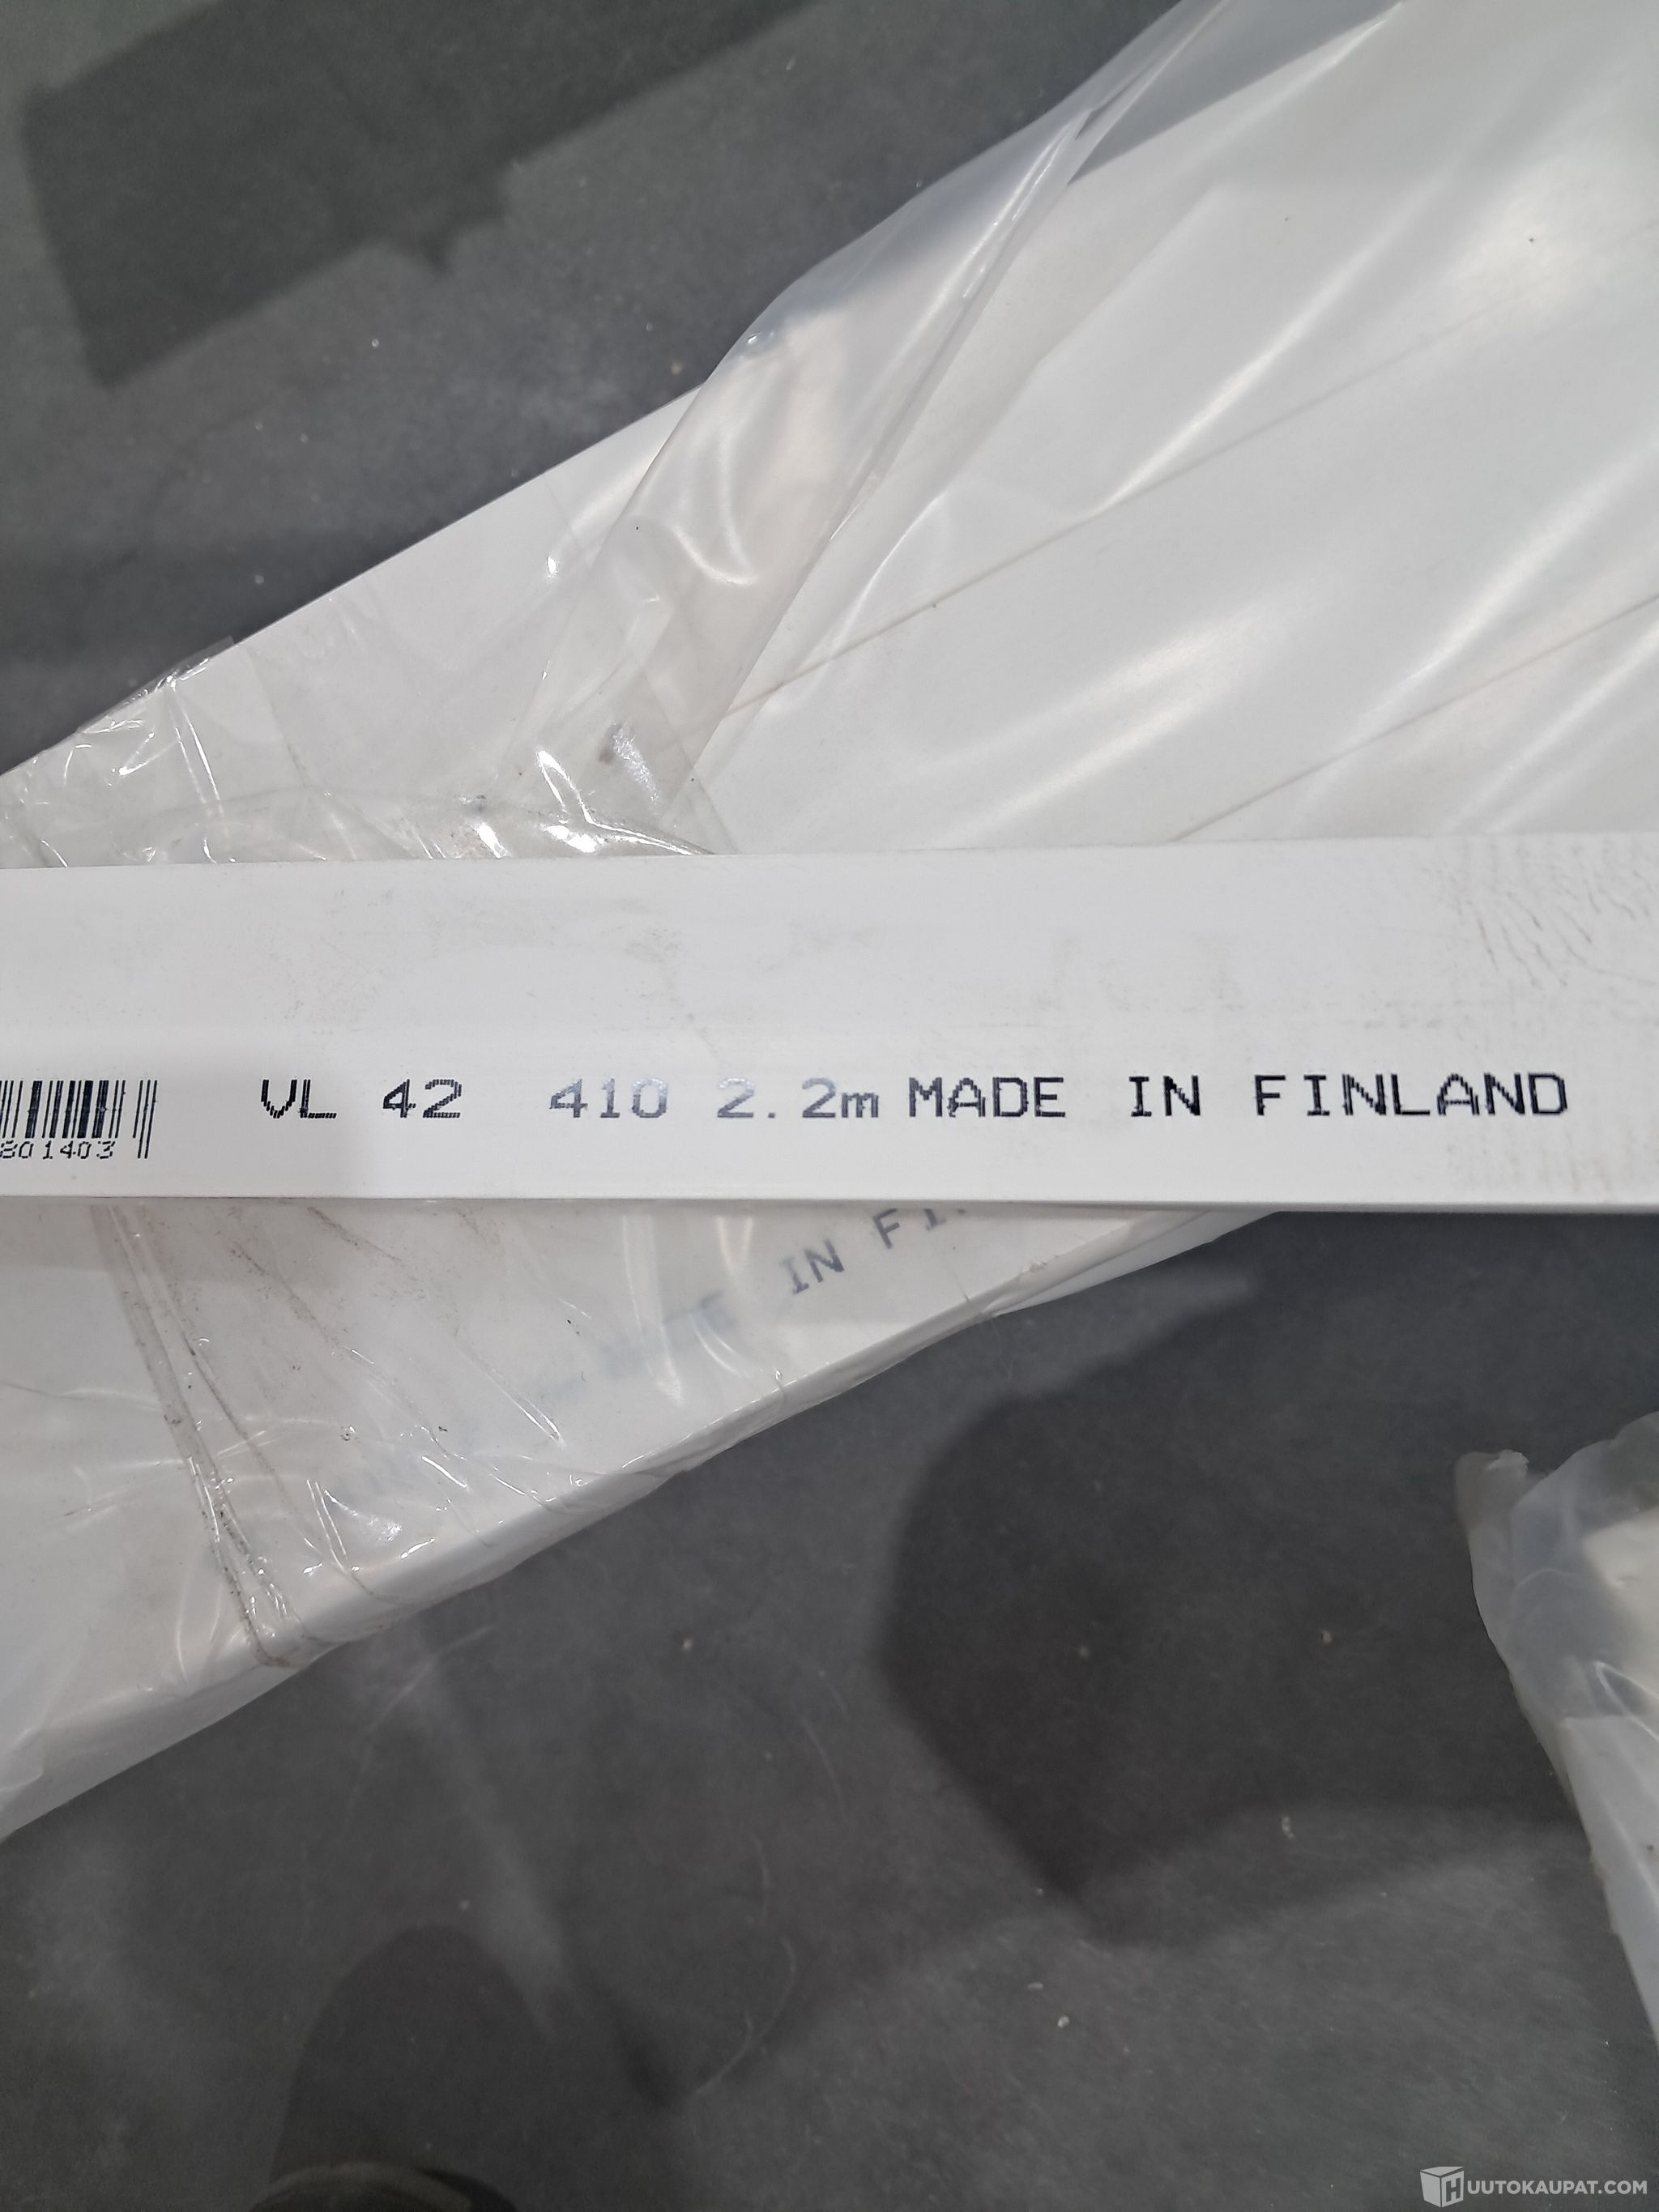 VL 42 410 2.2m MADE IN FINLAND
801403
IN FI
HUUTOKAUPAT.COM